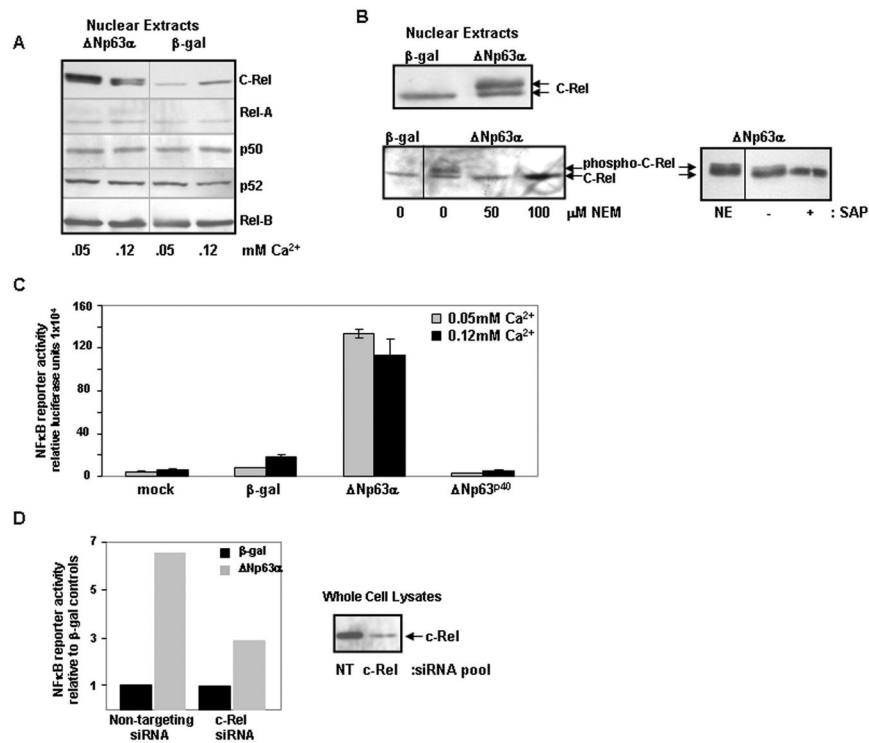 A
Nuclear Extracts
ΔNp63α β-gal
C-Rel
Rel-A
p50
p52
Rel-B
.05 .12 .05 .12 mM Ca²⁺
B
Nuclear Extracts
β-gal ΔNp63α
C-Rel
β-gal ΔNp63α
phospho-C-Rel
C-Rel
0 0 50 100 μM NEM
ΔNp63α
NE - + : SAP
C
NFκB reporter activity
relative luciferase units 1x10⁴
160
120
80
40
0
0.05mM Ca²⁺
0.12mM Ca²⁺
mock β-gal ΔNp63α ΔNp63ᵖ⁴⁰
D
NFκB reporter activity
relative to β-gal controls
7
5
3
1
β-gal
ΔNp63α
Non-targeting
siRNA
c-Rel
siRNA
Whole Cell Lysates
c-Rel
NT c-Rel :siRNA pool